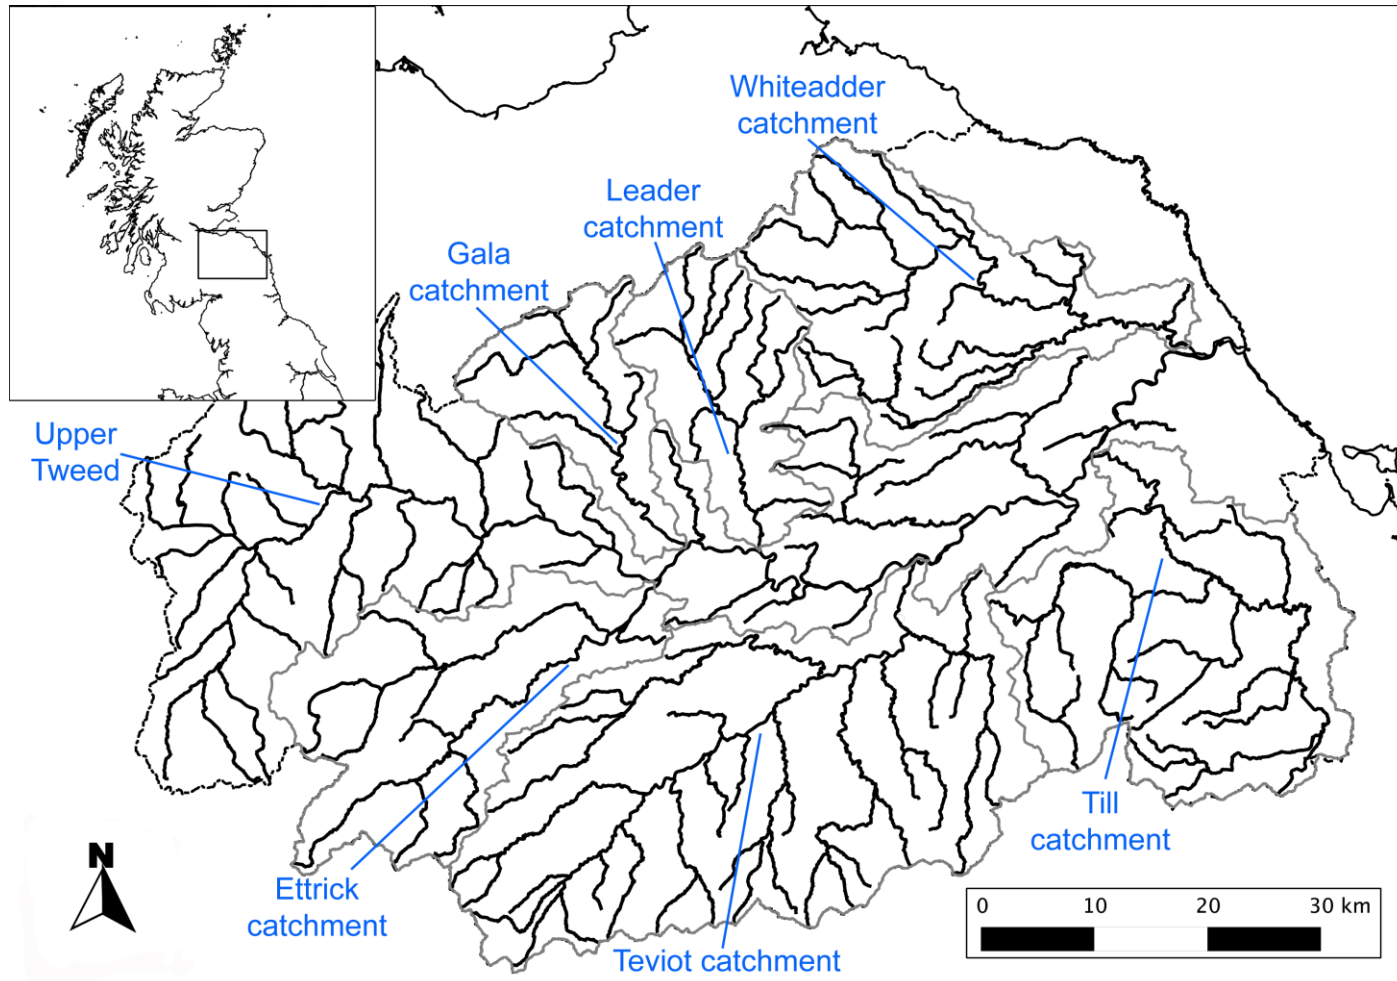 Whiteadder
catchment
Leader
catchment
Gala
catchment
Upper
Tweed
N
Ettrick
catchment
Teviot catchment
Till
catchment
0 10 20 30 km